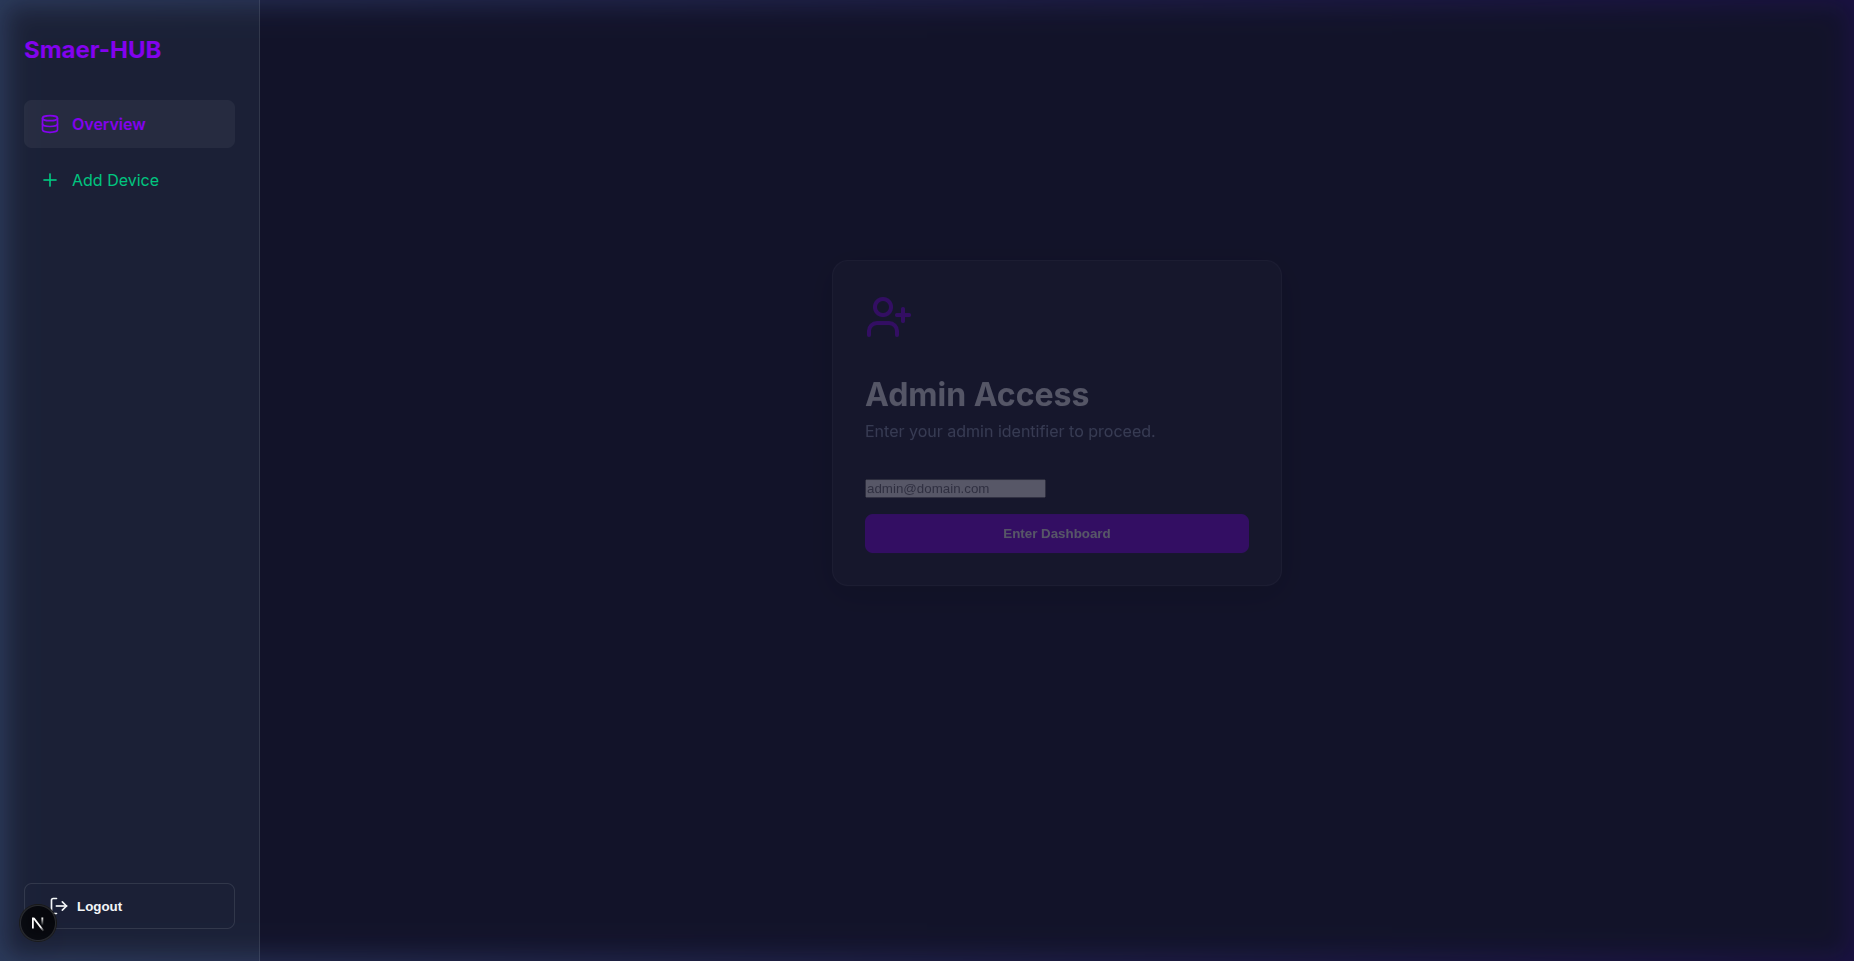 Smaer-HUB
Overview
Add Device
Admin Access
Enter your admin identifier to proceed.
admin@domain.com
Enter Dashboard
Logout
N